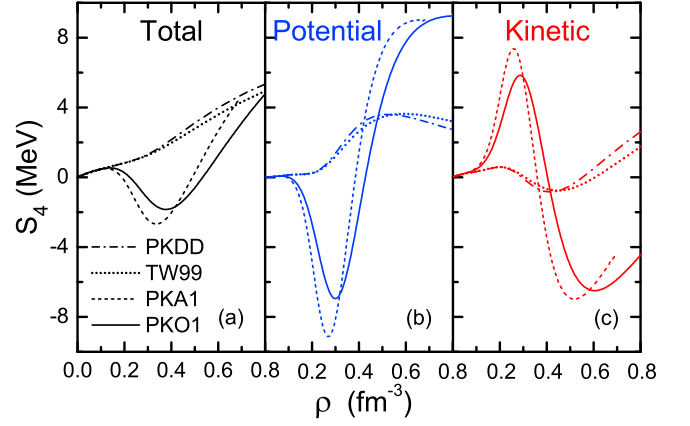 Total Potential Kinetic
8
4
0
-4
-8
S4 (MeV)
PKDD
TW99
PKA1
PKO1
(a) (b) (c)
0.0 0.2 0.4 0.6 0.8 0.2 0.4 0.6 0.8 0.2 0.4 0.6 0.8
ρ (fm-3)